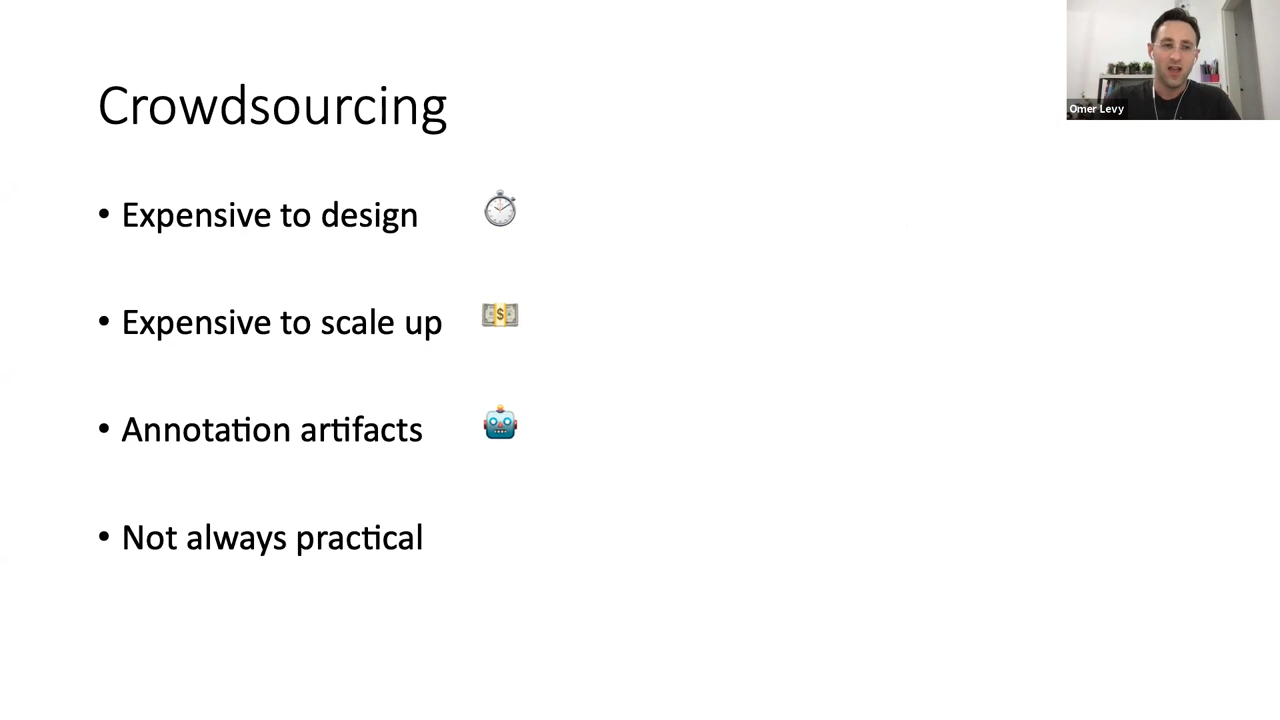 Crowdsourcing
• Expensive to design
• Expensive to scale up
• Annotation artifacts
• Not always practical
Omer Levy